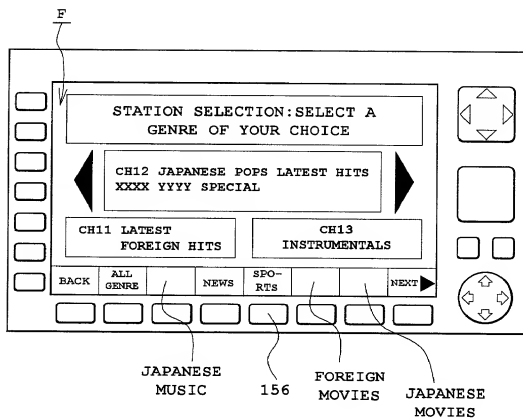 F
STATION SELECTION:SELECT A
GENRE OF YOUR CHOICE
CH12 JAPANESE POPS LATEST HITS
XXXX YYYY SPECIAL
CH11 LATEST
FOREIGN HITS
CH13
INSTRUMENTALS
BACK
ALL
GENRE
NEWS
SPO-
RTS
NEXT
JAPANESE
MUSIC
156
FOREIGN
MOVIES
JAPANESE
MOVIES